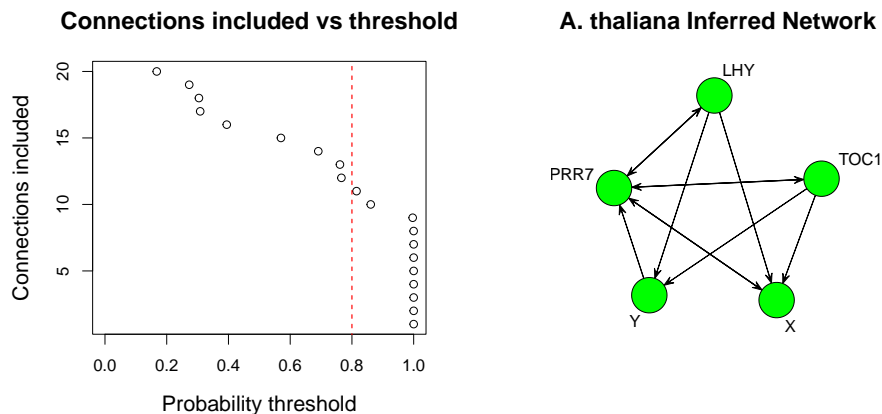 Connections included vs threshold
20
15
10
5
Connections included
0.0 0.2 0.4 0.6 0.8 1.0
Probability threshold
A. thaliana Inferred Network
LHY
TOC1
PRR7
Y
X